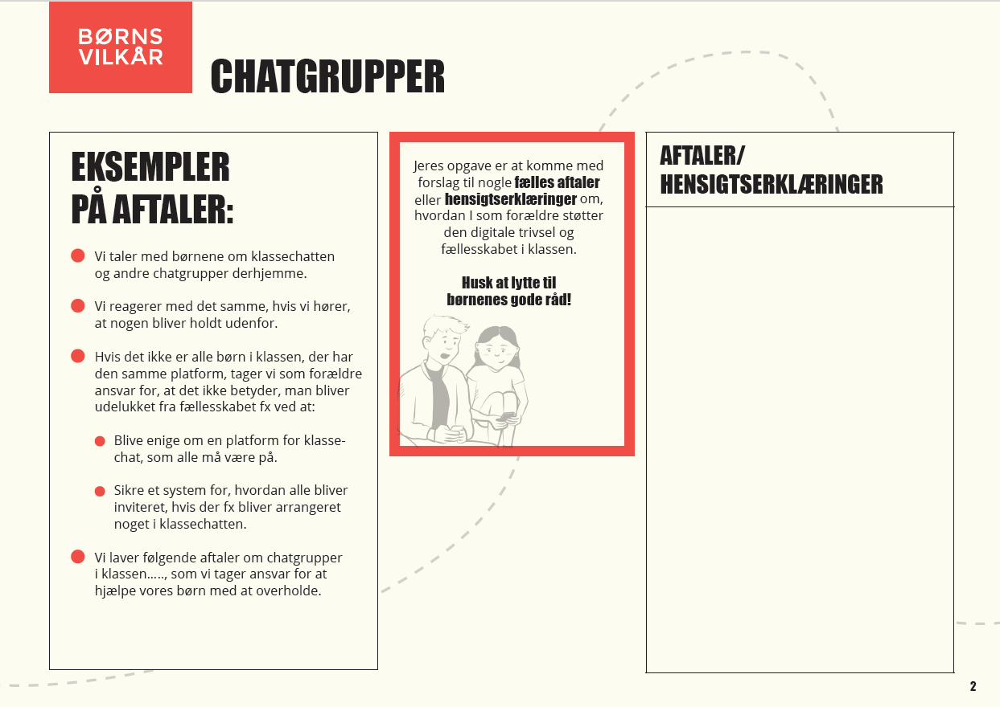 BØRNS
VILKÅR
CHATGRUPPER
EKSEMPLER
PÅ AFTALER:
Vi taler med børnene om klassechatten
og andre chatgrupper derhjemme.
Vi reagerer med det samme, hvis vi hører,
at nogen bliver holdt udenfor.
Hvis det ikke er alle børn i klassen, der har
den samme platform, tager vi som forældre
ansvar for, at det ikke betyder, man bliver
udelukket fra fællesskabet fx ved at:
Blive enige om en platform for klasse-
chat, som alle må være på.
Sikre et system for, hvordan alle bliver
inviteret, hvis der fx bliver arrangeret
noget i klassechatten.
Vi laver følgende aftaler om chatgrupper
i klassen….., som vi tager ansvar for at
hjælpe vores børn med at overholde.
Jeres opgave er at komme med
forslag til nogle fælles aftaler
eller hensigtserklæringer om,
hvordan I som forældre støtter
den digitale trivsel og
fællesskabet i klassen.
Husk at lytte til
børnenes gode råd!
AFTALER/
HENSIGTSERKLÆRINGER
2